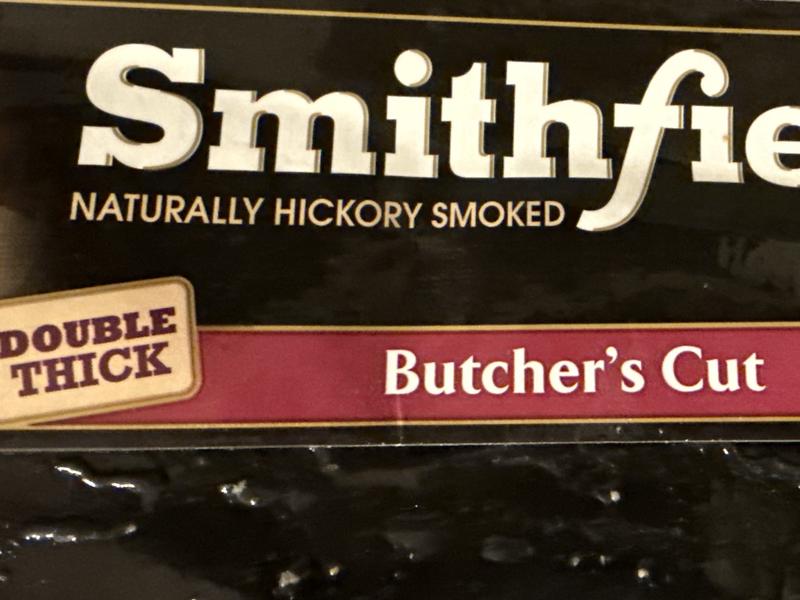 Smithfie
NATURALLY HICKORY SMOKED
DOUBLE
THICK
Butcher's Cut